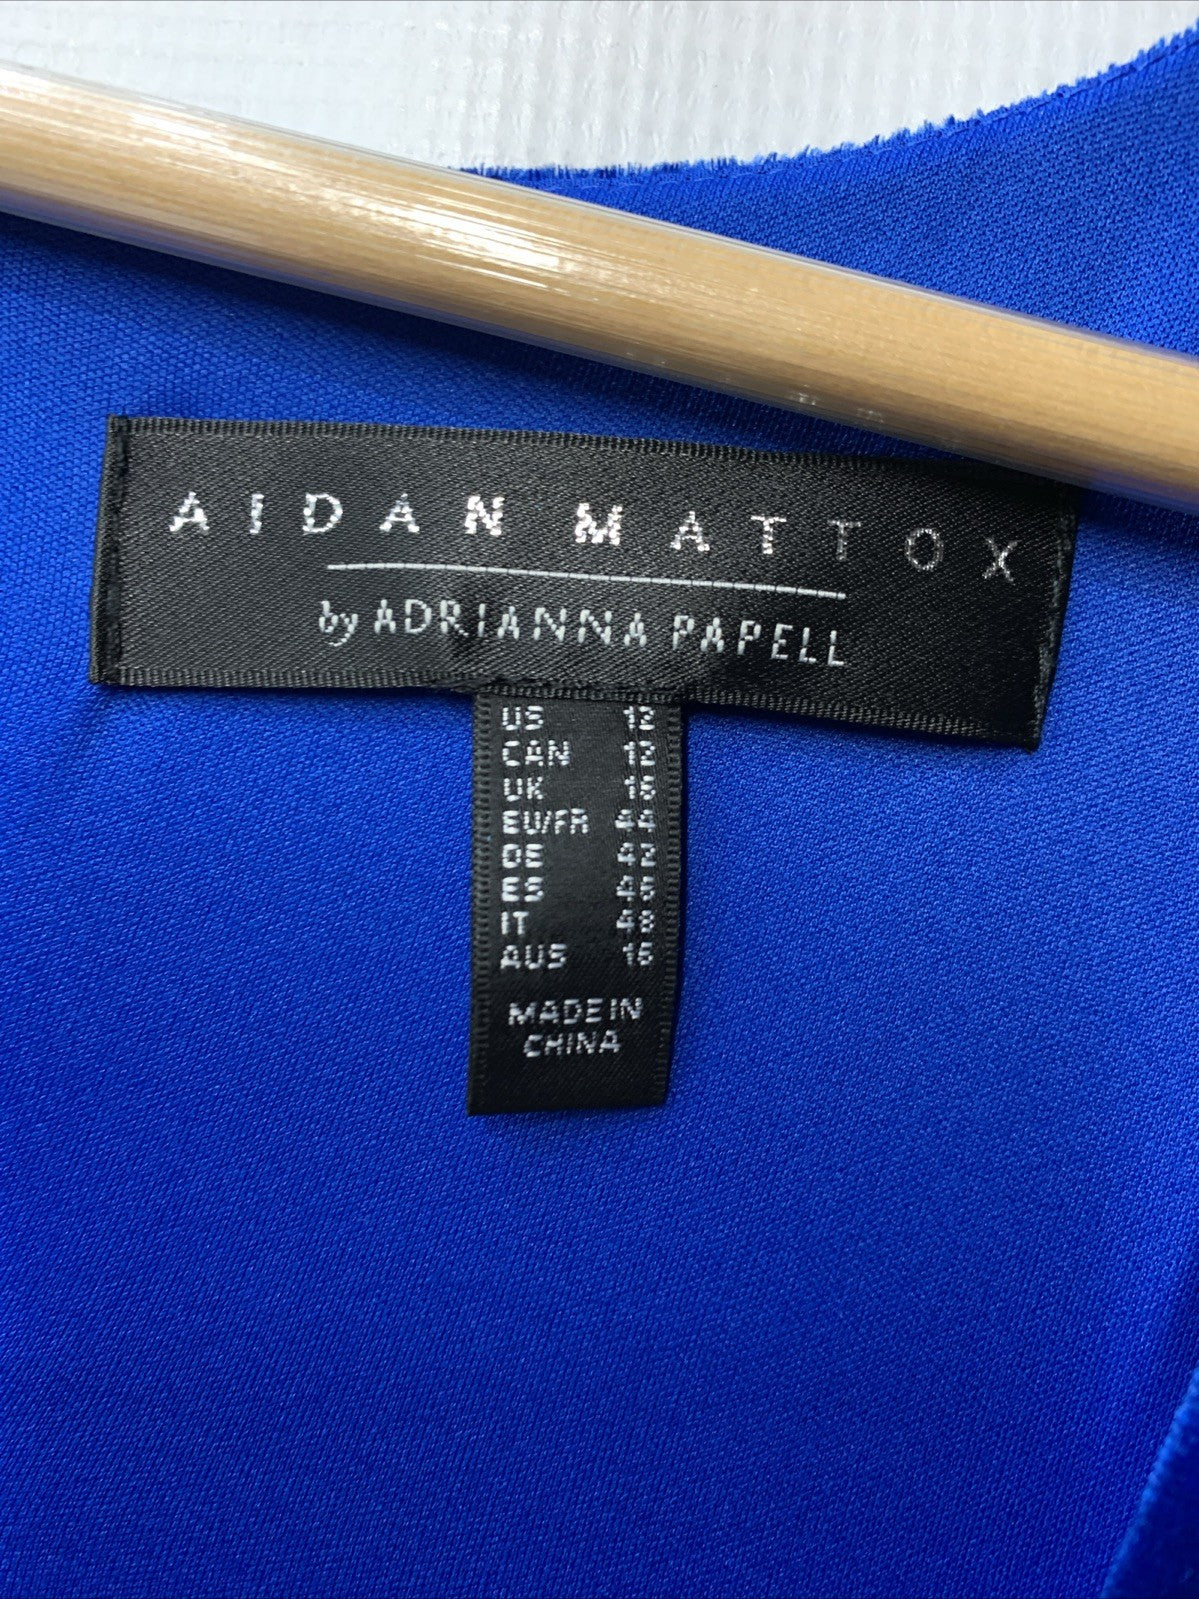 AIDAN MATTOX
by ADRIANNA PAPELL
US 12
CAN 12
UK 16
EU/FR 44
DE 42
ES 46
IT 48
AUS 16
MADE IN
CHINA